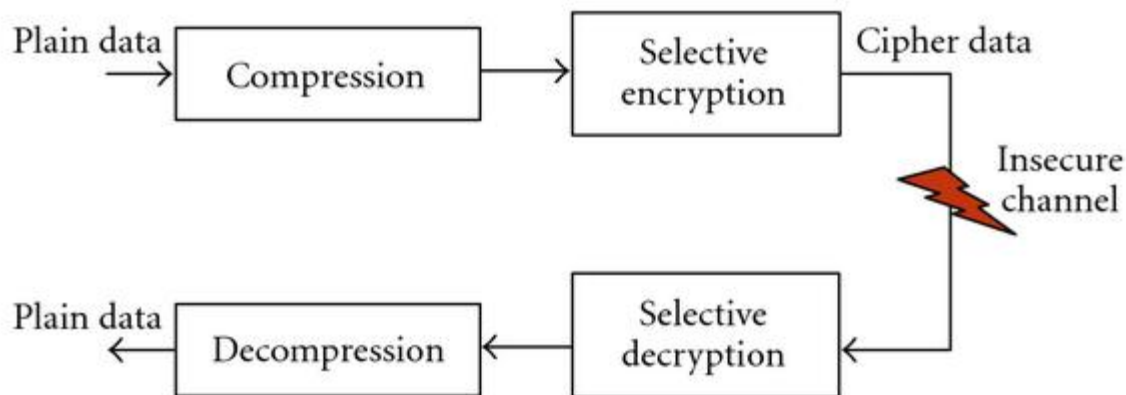 Plain data
Compression
Selective
encryption
Cipher data
Insecure
channel
Plain data
Decompression
Selective
decryption